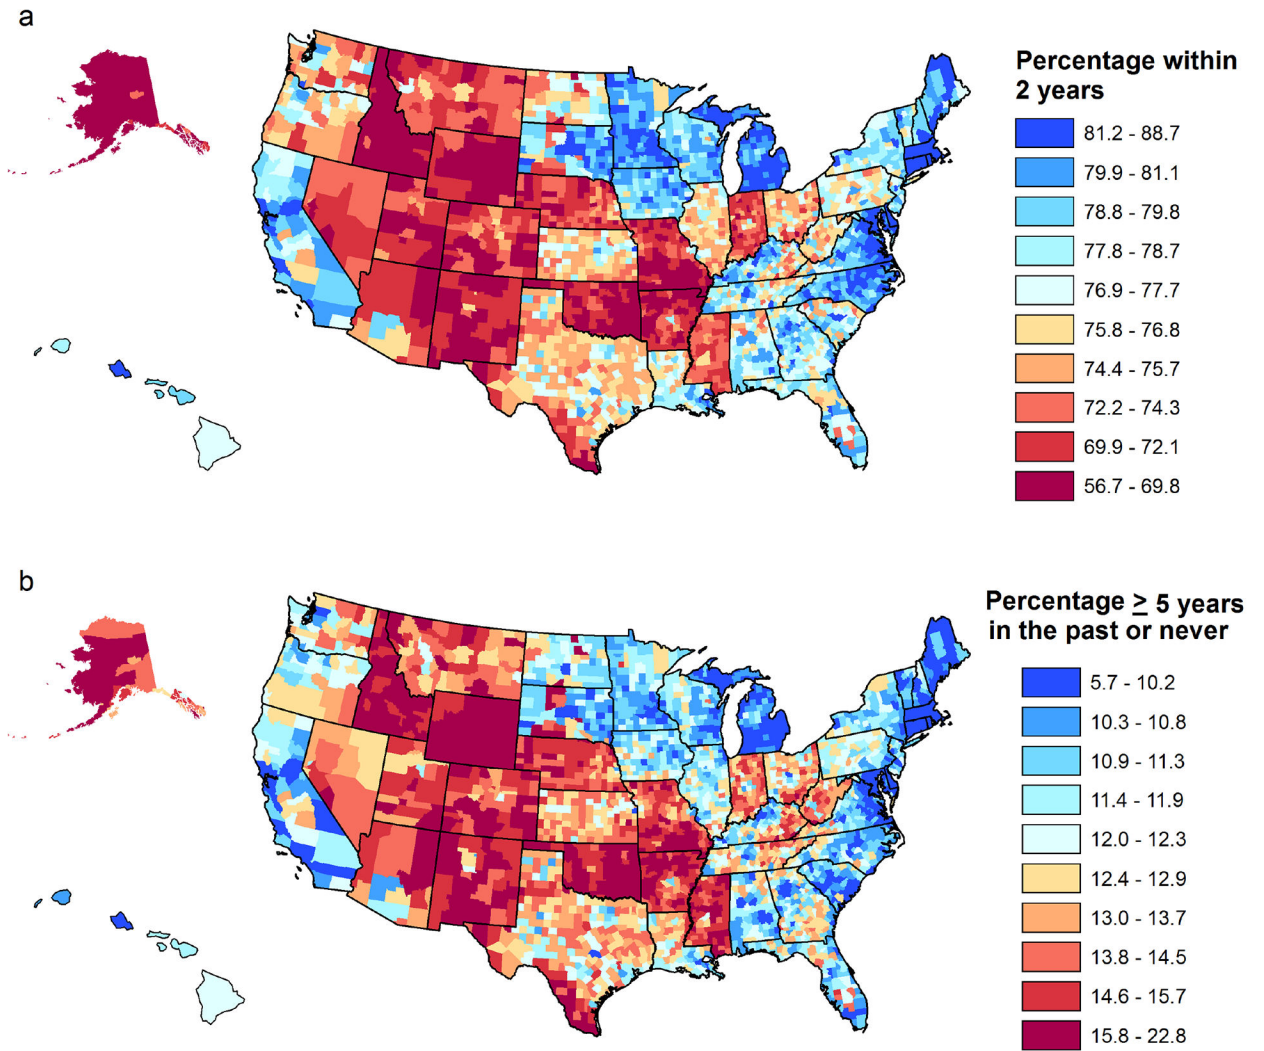 a
Percentage within
2 years
81.2 - 88.7
79.9 - 81.1
78.8 - 79.8
77.8 - 78.7
76.9 - 77.7
75.8 - 76.8
74.4 - 75.7
72.2 - 74.3
69.9 - 72.1
56.7 - 69.8
b
Percentage ≥ 5 years
in the past or never
5.7 - 10.2
10.3 - 10.8
10.9 - 11.3
11.4 - 11.9
12.0 - 12.3
12.4 - 12.9
13.0 - 13.7
13.8 - 14.5
14.6 - 15.7
15.8 - 22.8